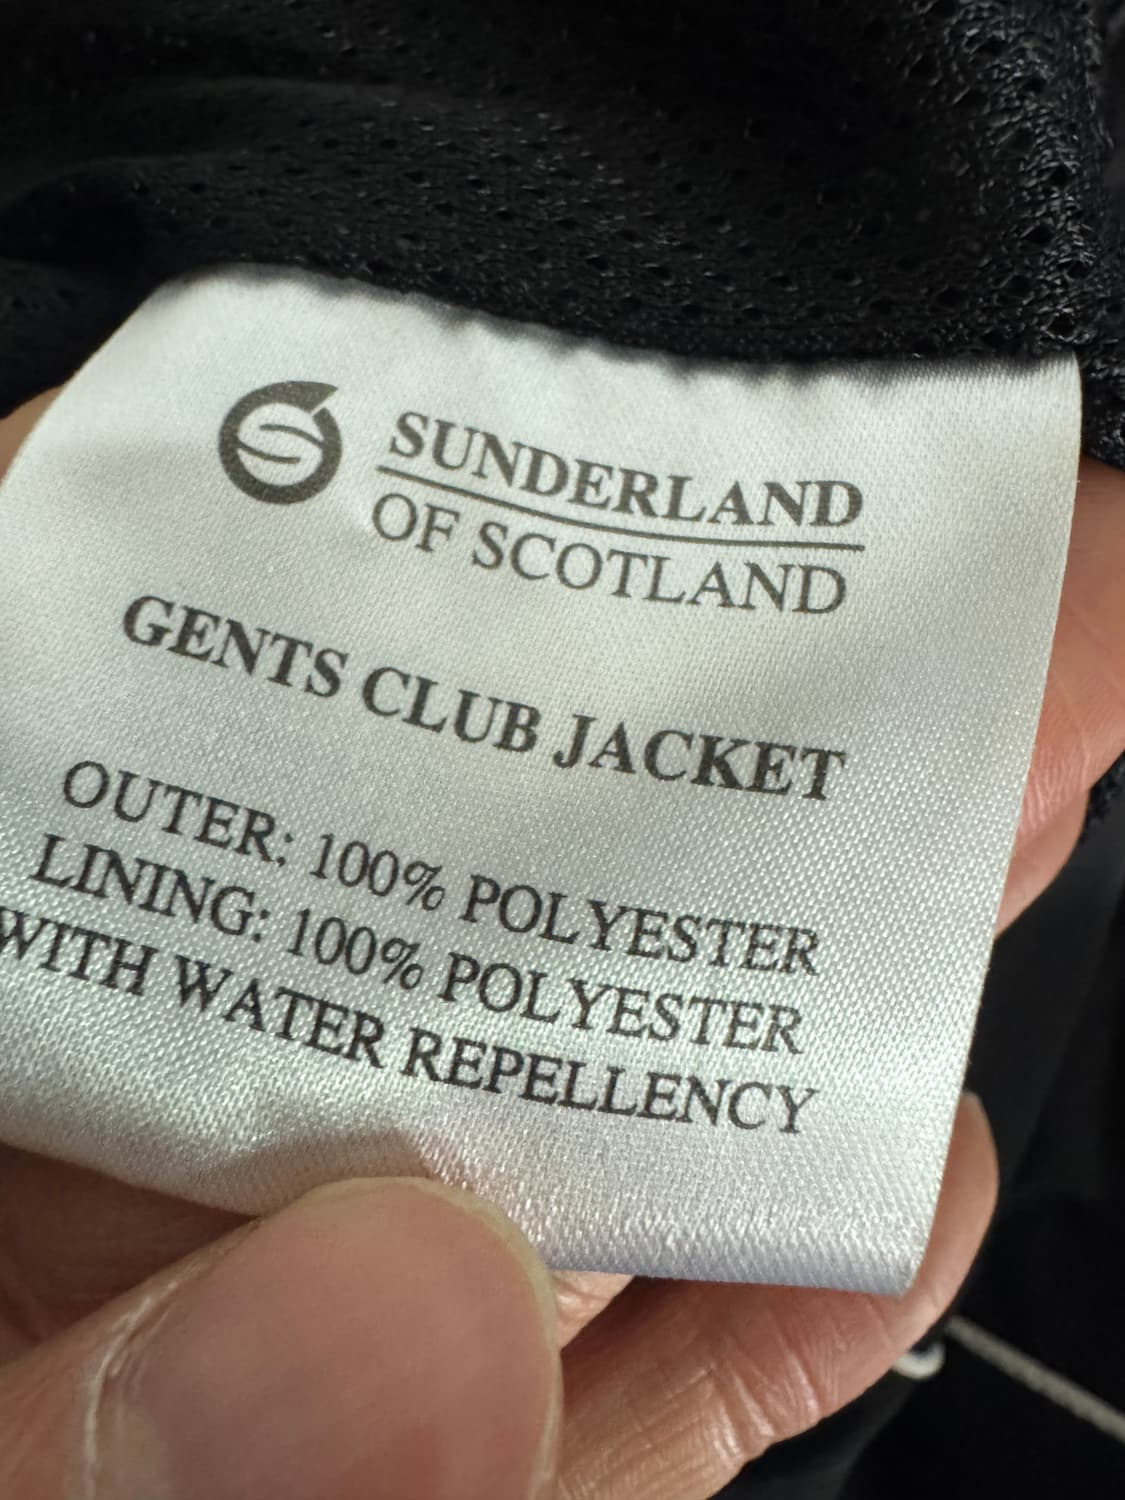 SUNDERLAND
OF SCOTLAND
GENTS CLUB JACKET
OUTER: 100% POLYESTER
LINING: 100% POLYESTER
WITH WATER REPELLENCY